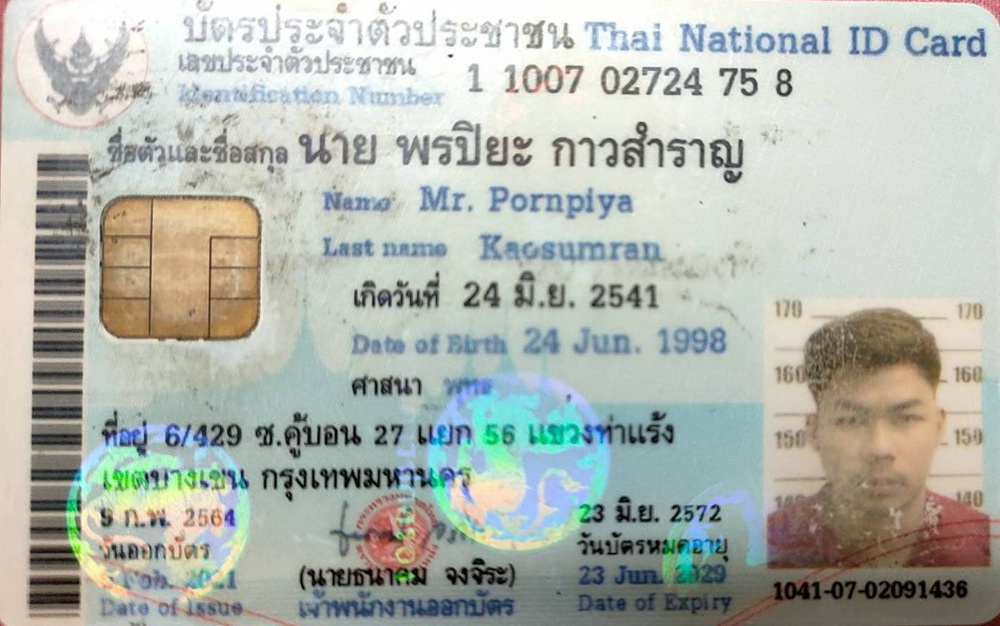 บัตรประจำตัวประชาชน Thai National ID Card
เลขประจำตัวประชาชน 1 1007 02724 75 8
Identification Number
ชื่อตัวและชื่อสกุล นาย พรปิยะ กาวสำราญ
Name Mr. Pornpiya
Last name Kaosumran
เกิดวันที่ 24 มิ.ย. 2541
Date of Birth 24 Jun. 1998
ศาสนา พุทธ
ที่อยู่ 6/429 ซ.คู้บอน 27 แยก 56 แขวงท่าแร้ง
เขตบางเขน กรุงเทพมหานคร
9 ก.พ. 2564
วันออกบัตร
Feb. 2021
Date of Issue
(นายธนาคม จงจิระ)
เจ้าพนักงานออกบัตร
23 มิ.ย. 2572
วันบัตรหมดอายุ
23 Jun. 2029
Date of Expiry
170 170
160 160
150 150
140 140
1041-07-02091436